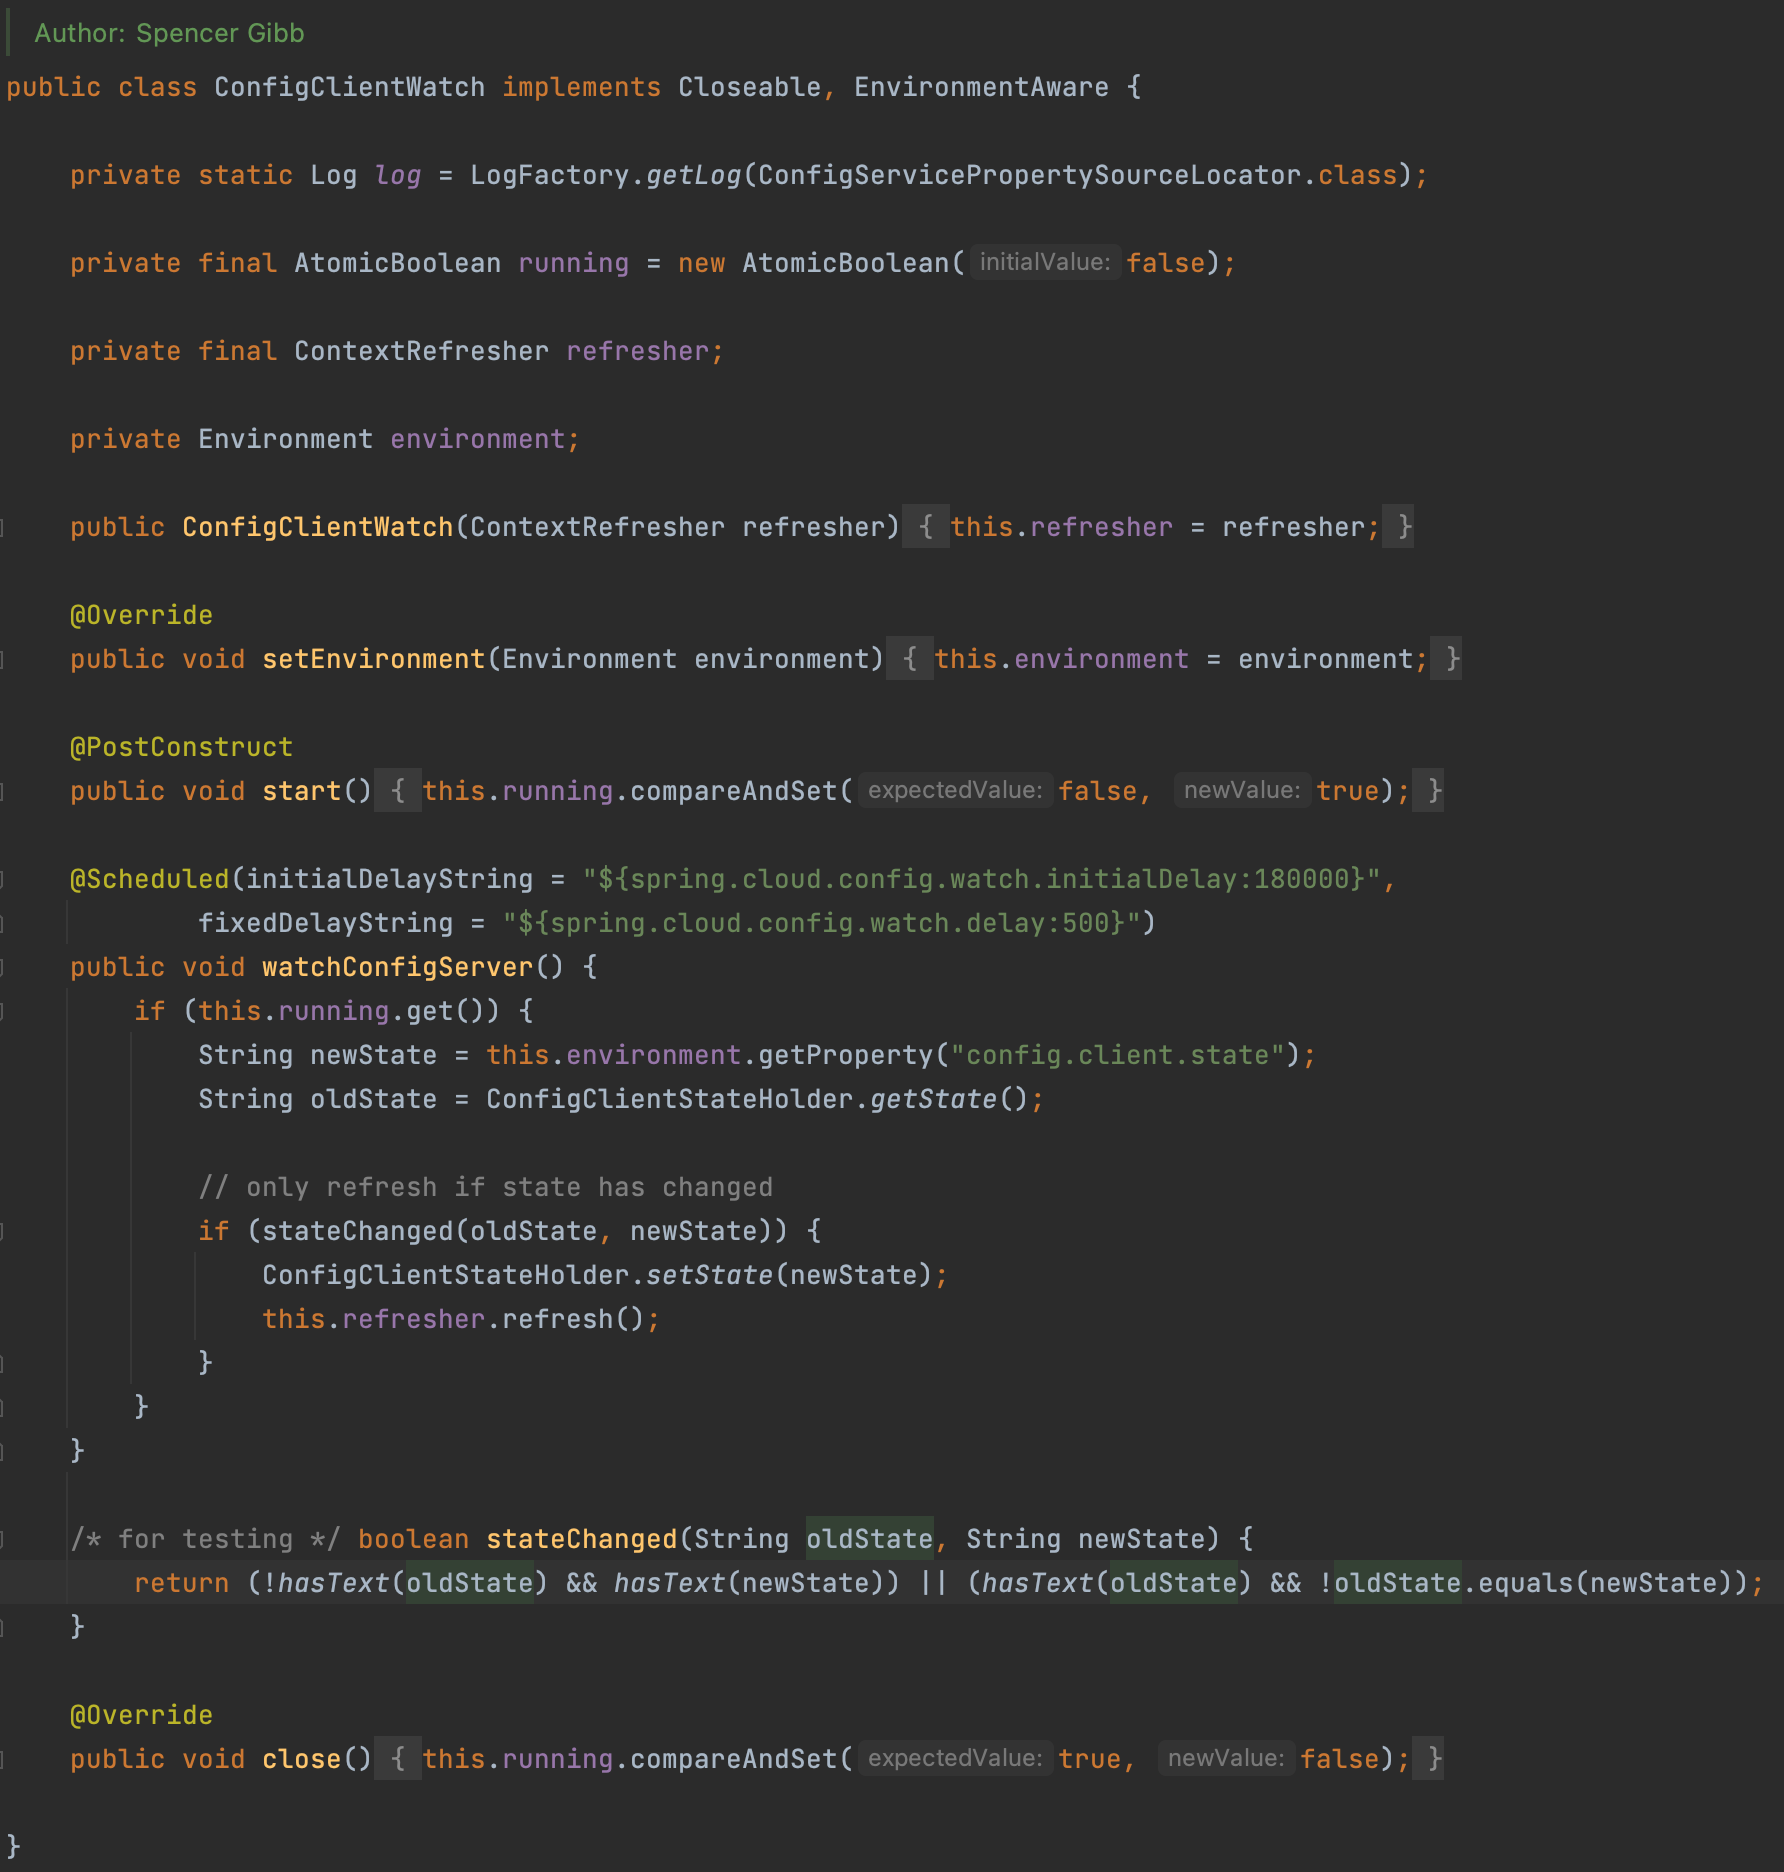 Author: Spencer Gibb
public class ConfigClientWatch implements Closeable, EnvironmentAware {
private static Log log = LogFactory.getLog(ConfigServicePropertySourceLocator.class);
private final AtomicBoolean running = new AtomicBoolean( initialValue: false);
private final ContextRefresher refresher;
private Environment environment;
public ConfigClientWatch(ContextRefresher refresher) { this.refresher = refresher; }
@Override
public void setEnvironment(Environment environment) { this.environment = environment; }
@PostConstruct
public void start() { this.running.compareAndSet( expectedValue: false, newValue: true); }
@Scheduled(initialDelayString = "${spring.cloud.config.watch.initialDelay:180000}",
fixedDelayString = "${spring.cloud.config.watch.delay:500}")
public void watchConfigServer() {
if (this.running.get()) {
String newState = this.environment.getProperty("config.client.state");
String oldState = ConfigClientStateHolder.getState();
// only refresh if state has changed
if (stateChanged(oldState, newState)) {
ConfigClientStateHolder.setState(newState);
this.refresher.refresh();
}
}
}
/* for testing */ boolean stateChanged(String oldState, String newState) {
return (!hasText(oldState) && hasText(newState)) || (hasText(oldState) && !oldState.equals(newState));
}
@Override
public void close() { this.running.compareAndSet( expectedValue: true, newValue: false); }
}